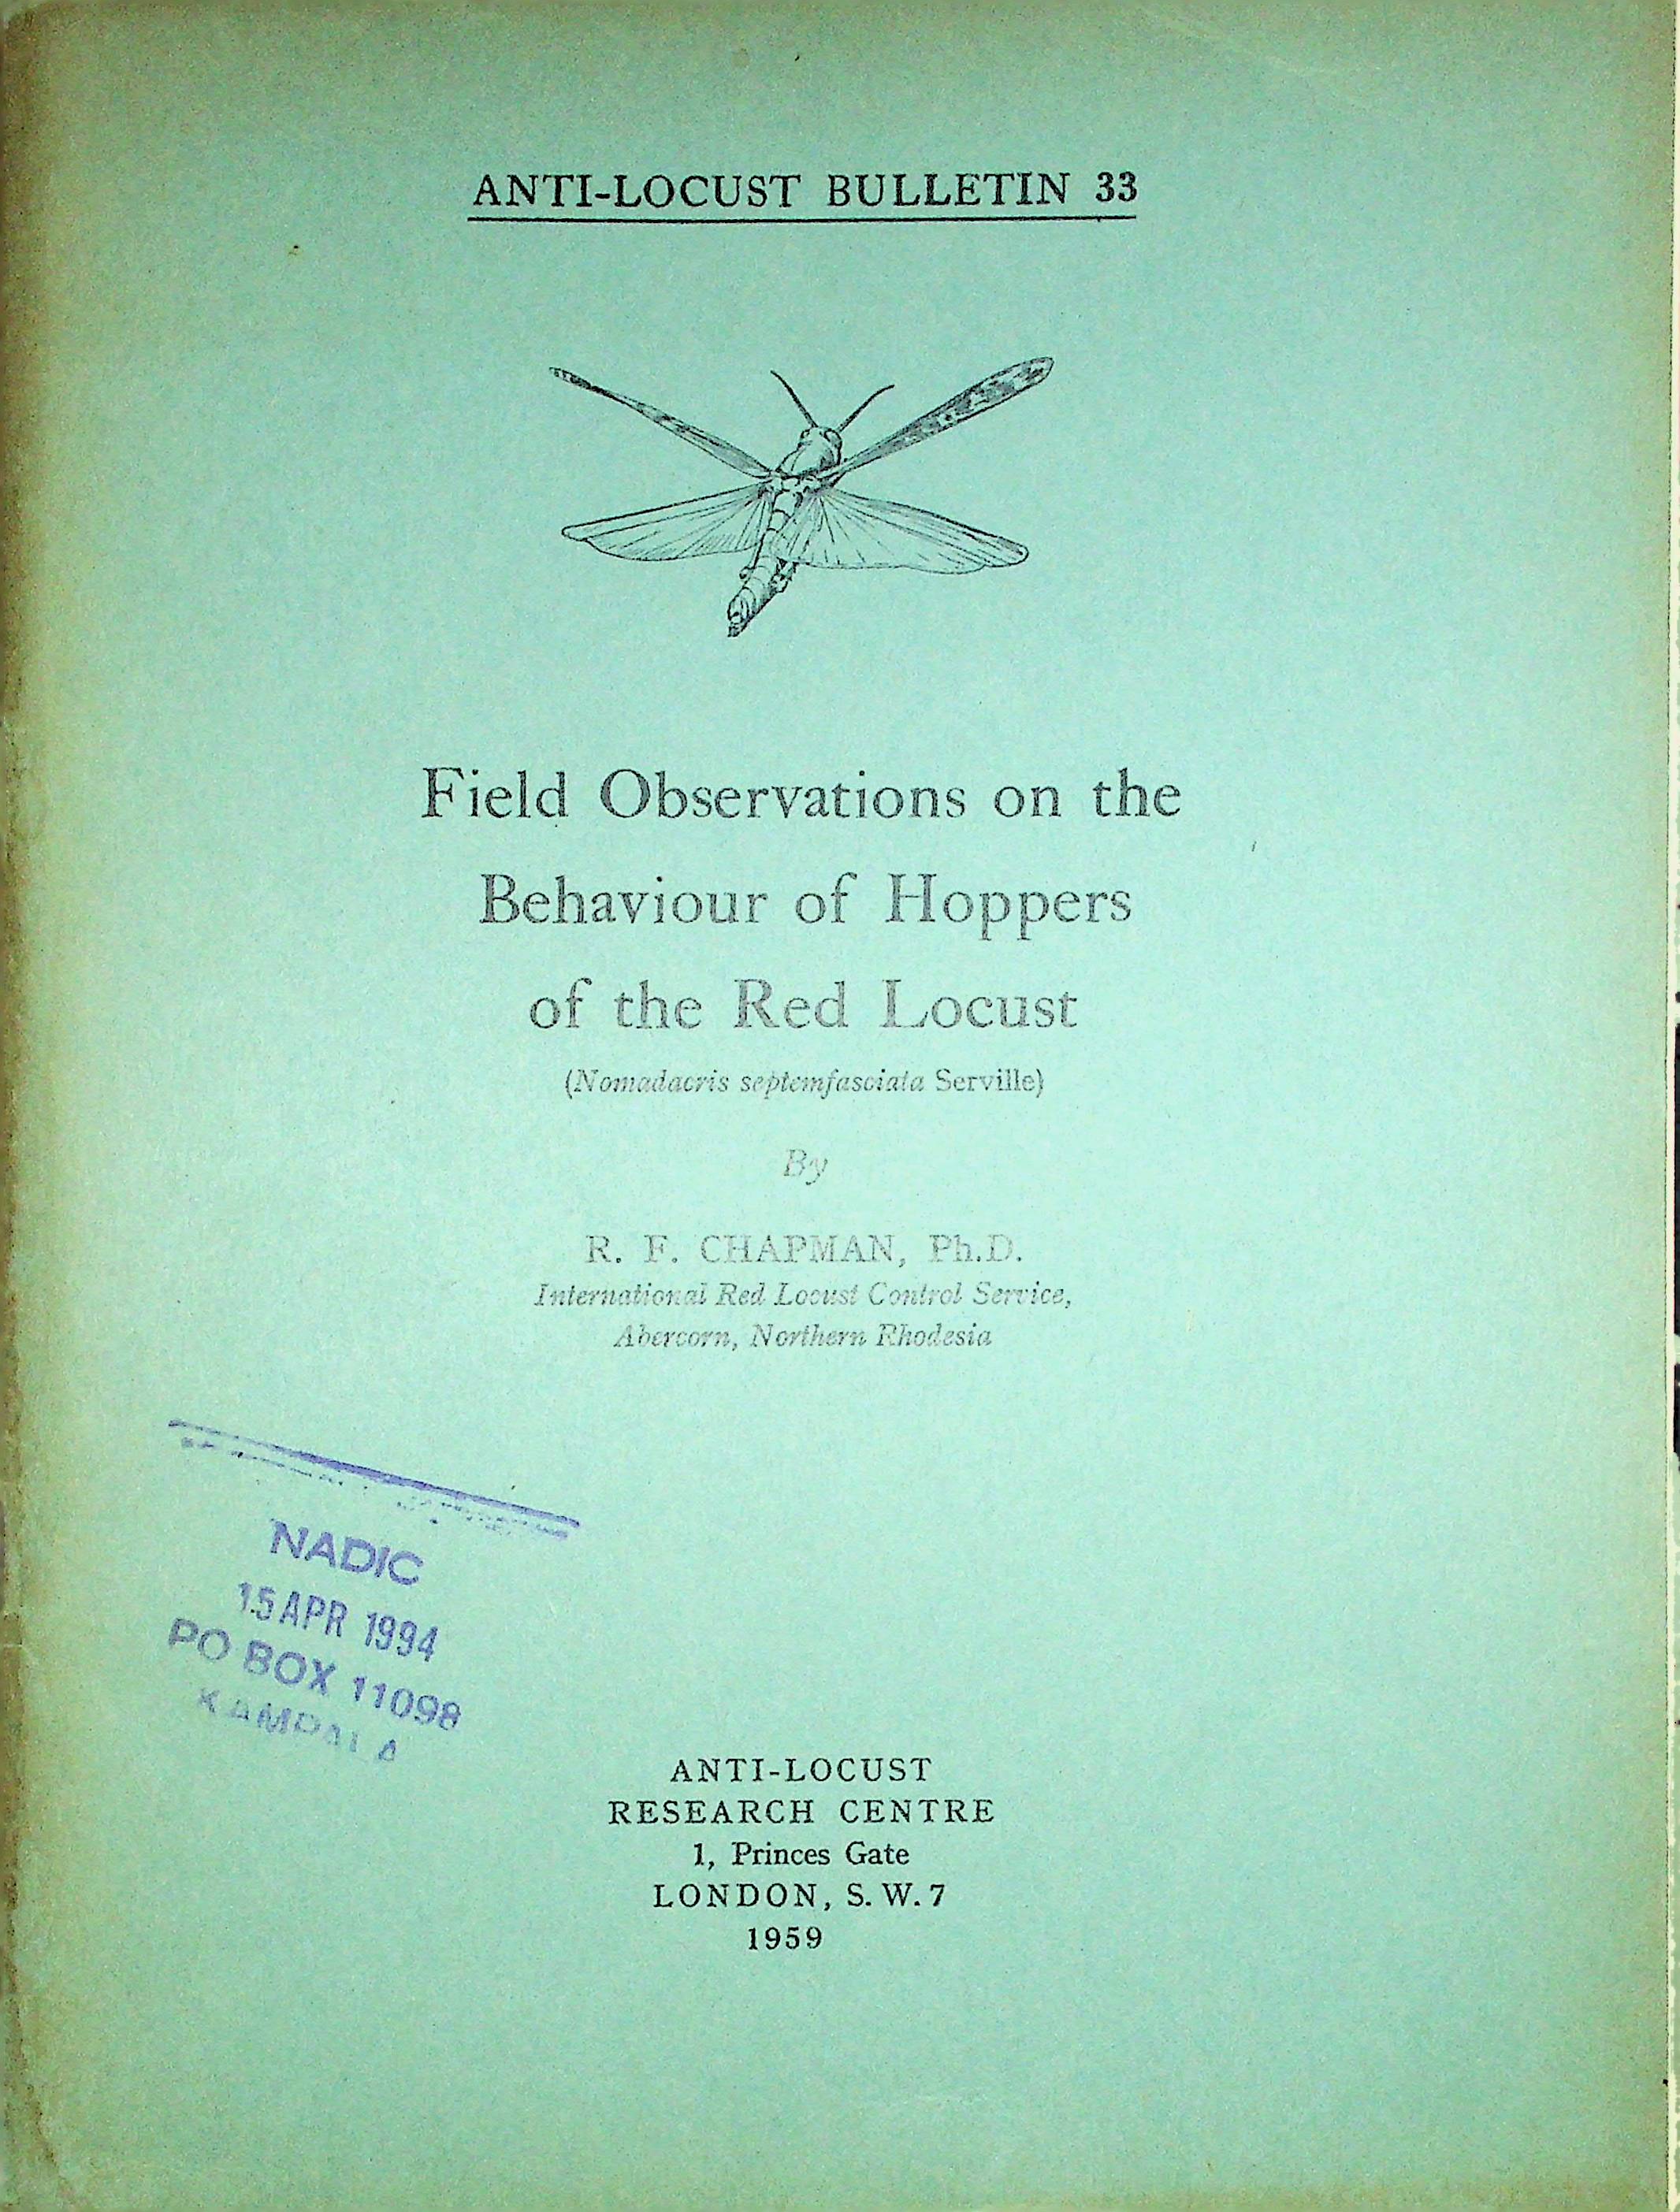 ANTI-LOCUST BULLETIN 33
Field Observations on the
Behaviour of Hoppers
of the Red Locust
(Nomadacris septemfasciata Serville)
By
R. F. CHAPMAN, Ph.D.
International Red Locust Control Service,
Abercorn, Northern Rhodesia
NADIC
15 APR 1994
PO BOX 11098
KAMPALA
ANTI-LOCUST
RESEARCH CENTRE
1, Princes Gate
LONDON, S.W.7
1959